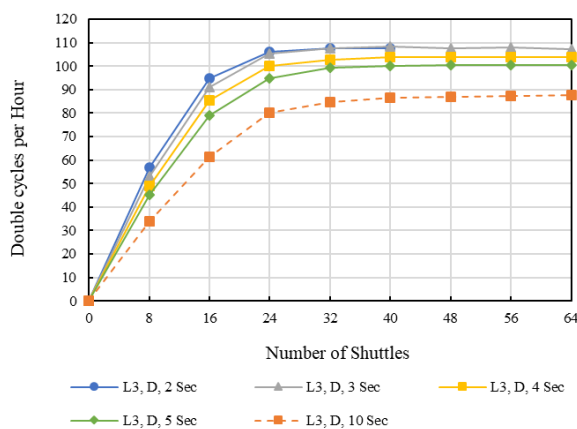 120
110
100
90
80
70
60
50
40
30
20
10
0
Double cycles per Hour
0 8 16 24 32 40 48 56 64
Number of Shuttles
L3, D, 2 Sec L3, D, 3 Sec L3, D, 4 Sec
L3, D, 5 Sec L3, D, 10 Sec